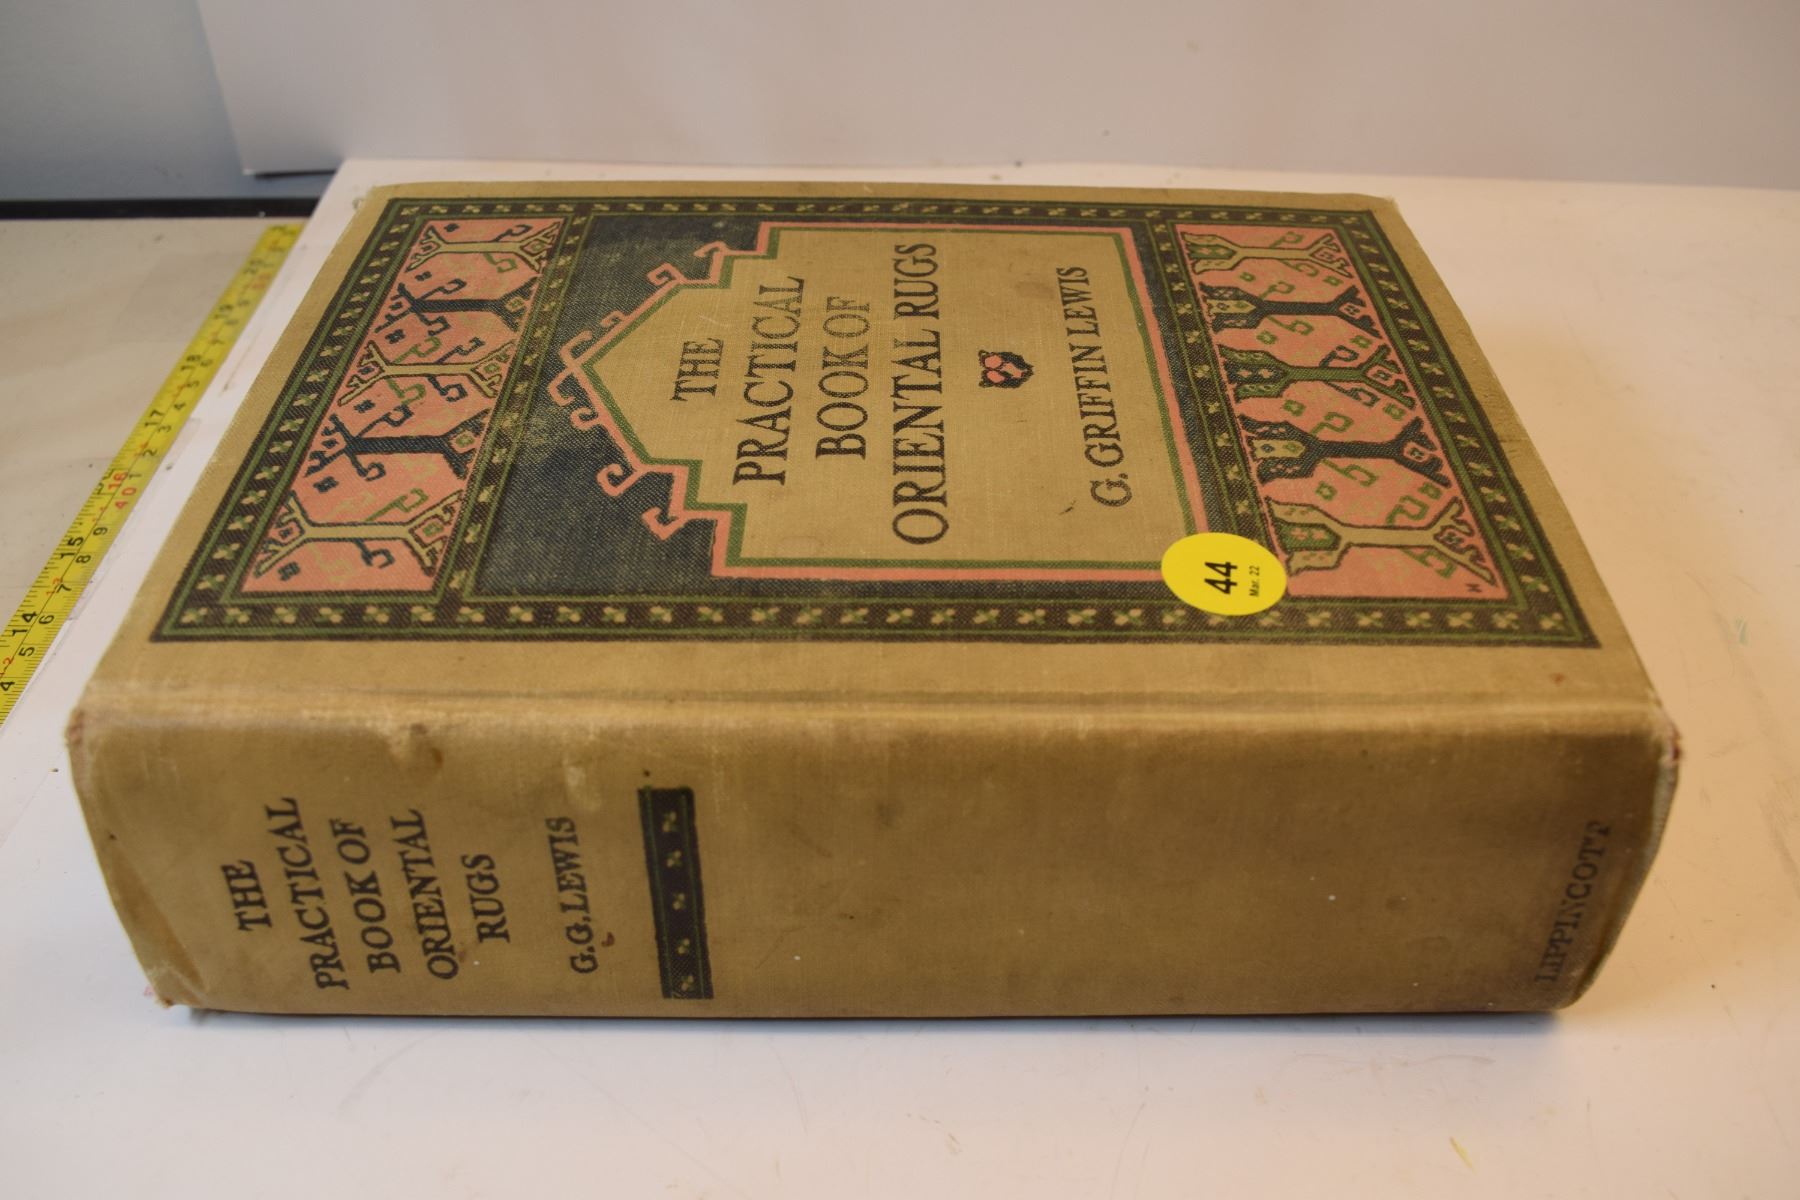 THE
PRACTICAL
BOOK OF
ORIENTAL RUGS
G. GRIFFIN LEWIS
44
Mar. 22
H
THE
PRACTICAL
BOOK OF
ORIENTAL
RUGS
G.G. LEWIS
LIPPINCOTT